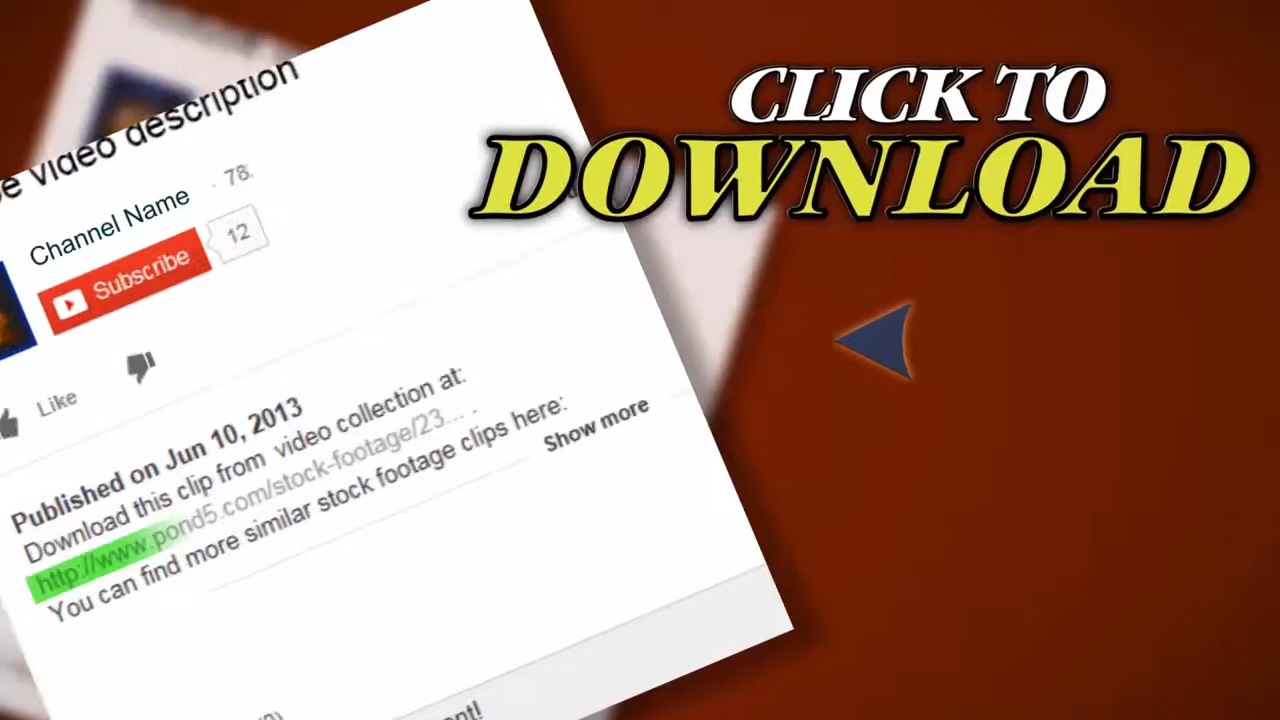 CLICK TO
DOWNLOAD
video description
Channel Name · 78
Subscribe 12
Like
Published on Jun 10, 2013
Download this clip from video collection at:
http://www.pond5.com/stock-footage/23... .
You can find more similar stock footage clips here:
Show more